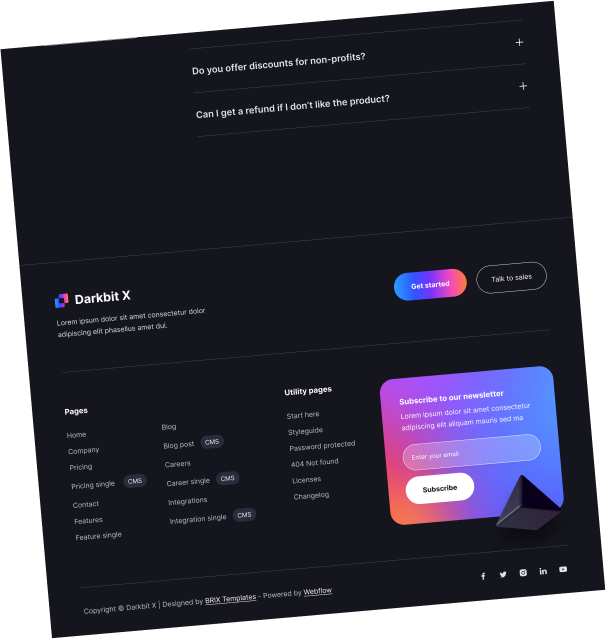 Do you offer discounts for non-profits?
Can I get a refund if I don't like the product?
Darkbit X
Lorem ipsum dolor sit amet consectetur dolor
adipiscing elit phasellus amet dui.
Get started
Talk to sales
Pages
Home
Company
Pricing
Pricing single CMS
Contact
Features
Feature single
Blog
Blog post CMS
Careers
Career single CMS
Integrations
Integration single CMS
Utility pages
Start here
Styleguide
Password protected
404 Not found
Licenses
Changelog
Subscribe to our newsletter
Lorem ipsum dolor sit amet consectetur
adipiscing elit aliquam mauris sed ma
Enter your email
Subscribe
Copyright © Darkbit X | Designed by BRIX Templates - Powered by Webflow